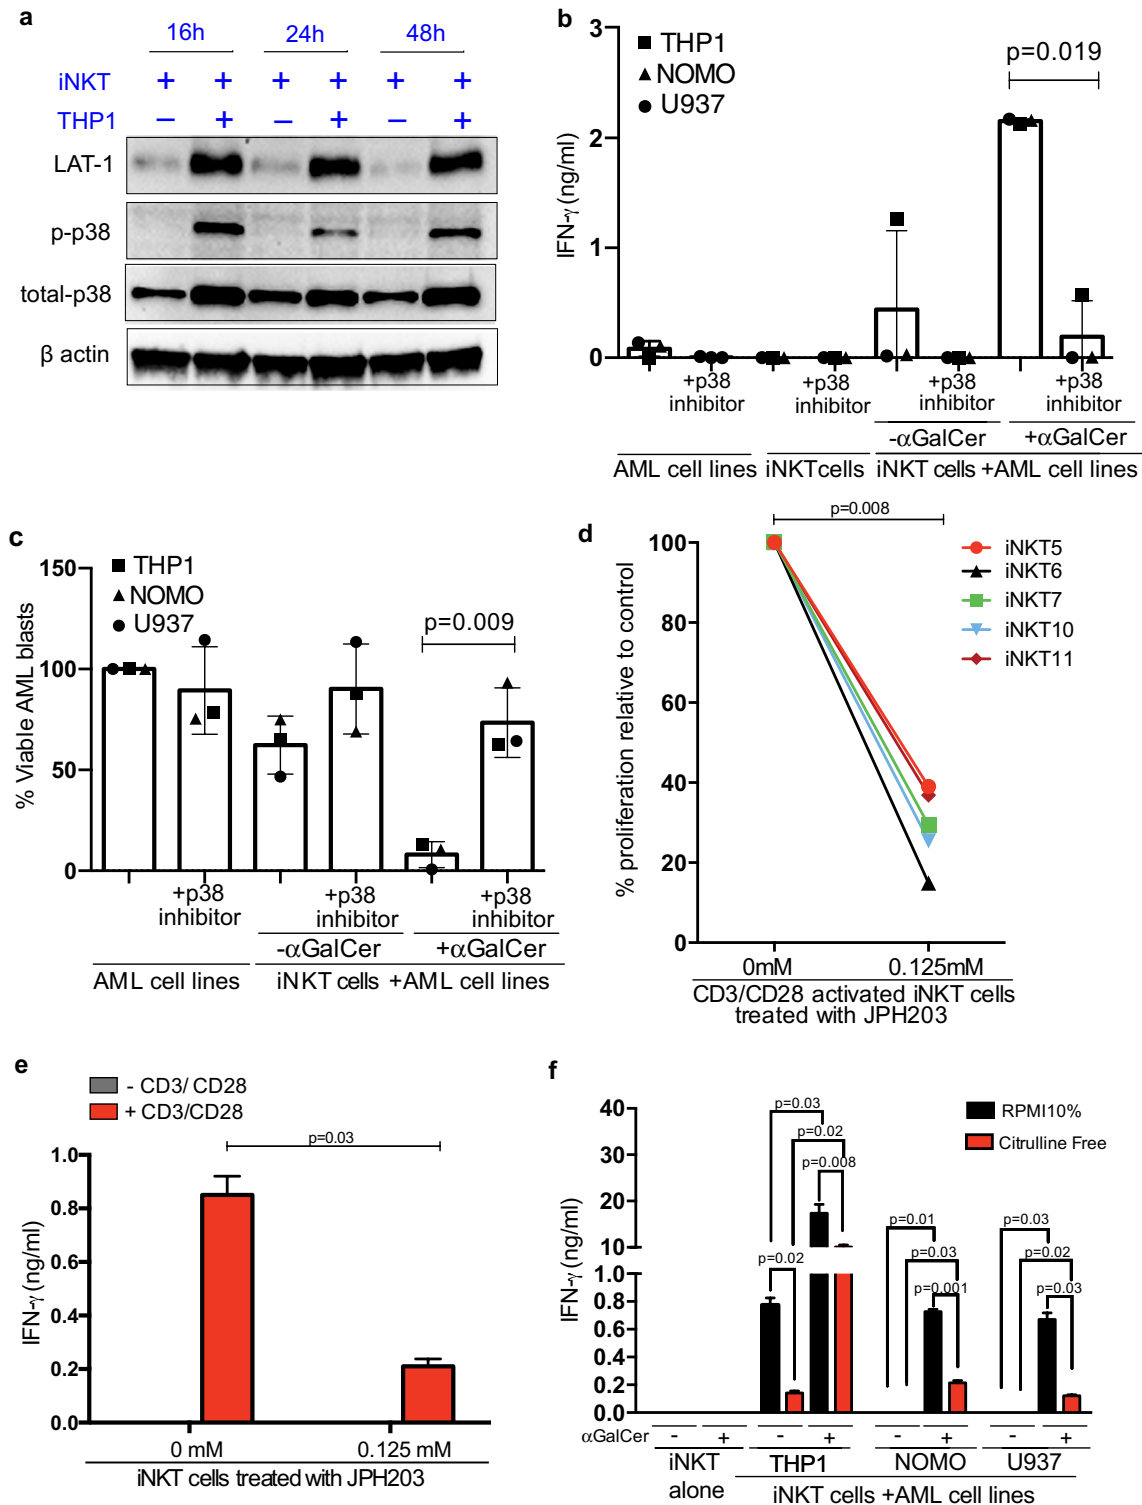 a
16h 24h 48h
iNKT + + + + + +
THP1 – + – + – +
LAT-1
p-p38
total-p38
β actin
b
THP1
NOMO
U937
p=0.019
IFN-γ (ng/ml)
3
2
1
0
+p38 inhibitor
+p38 inhibitor
+p38 inhibitor
+p38 inhibitor
-αGalCer +αGalCer
AML cell lines iNKTcells iNKT cells +AML cell lines
c
THP1
NOMO
U937
p=0.009
% Viable AML blasts
150
100
50
0
+p38 inhibitor
+p38 inhibitor
+p38 inhibitor
-αGalCer +αGalCer
AML cell lines iNKT cells +AML cell lines
d
p=0.008
iNKT5
iNKT6
iNKT7
iNKT10
iNKT11
% proliferation relative to control
100
80
60
40
20
0
0mM 0.125mM
CD3/CD28 activated iNKT cells
treated with JPH203
e
- CD3/ CD28
+ CD3/CD28
p=0.03
IFN-γ (ng/ml)
1.0
0.8
0.6
0.4
0.2
0.0
0 mM 0.125 mM
iNKT cells treated with JPH203
f
RPMI10%
Citrulline Free
p=0.03
p=0.02
p=0.008
p=0.02
p=0.01
p=0.03
p=0.001
p=0.03
p=0.02
p=0.03
IFN-γ (ng/ml)
40
30
20
10
1.0
0.8
0.6
0.4
0.2
0.0
αGalCer - + - + - + - +
iNKT alone THP1 NOMO U937
iNKT cells +AML cell lines